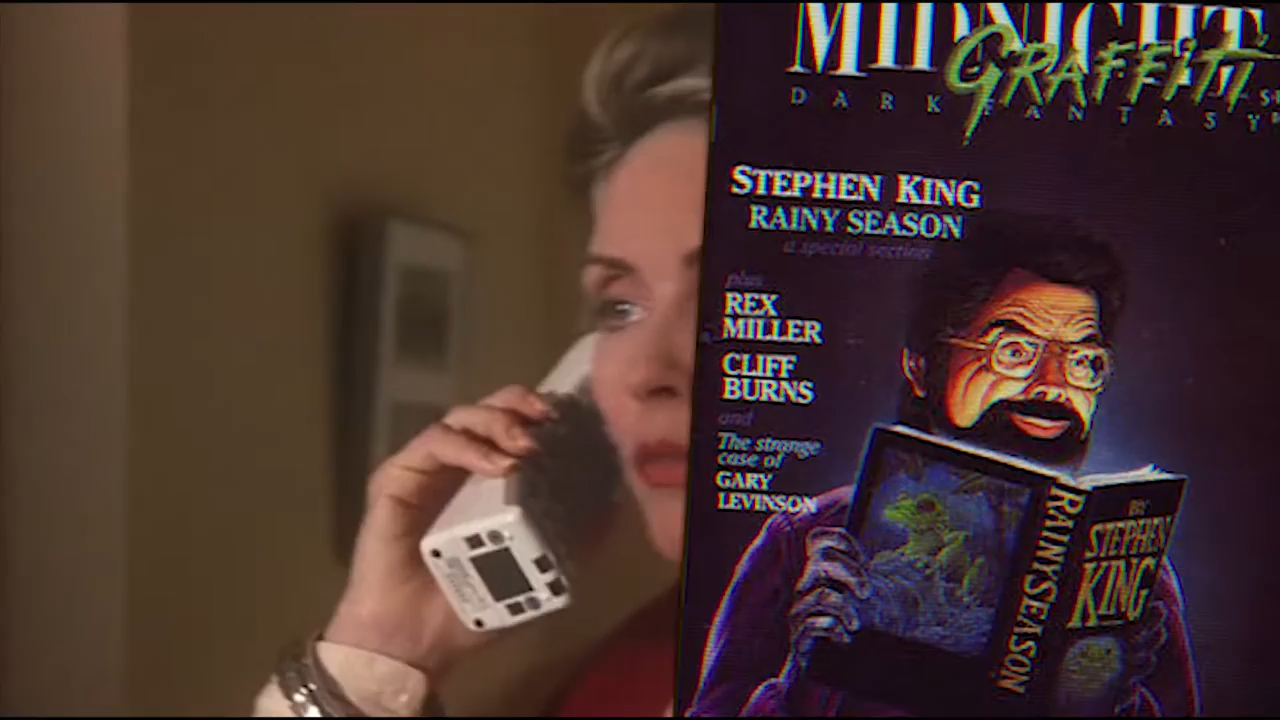 MIDNIGHT
GRAFFITI
DARK FANTASY
STEPHEN KING
RAINY SEASON
a special section
plus
REX
MILLER
CLIFF
BURNS
and
The strange
case of
GARY
LEVINSON
RAINY SEASON
BY
STEPHEN
KING